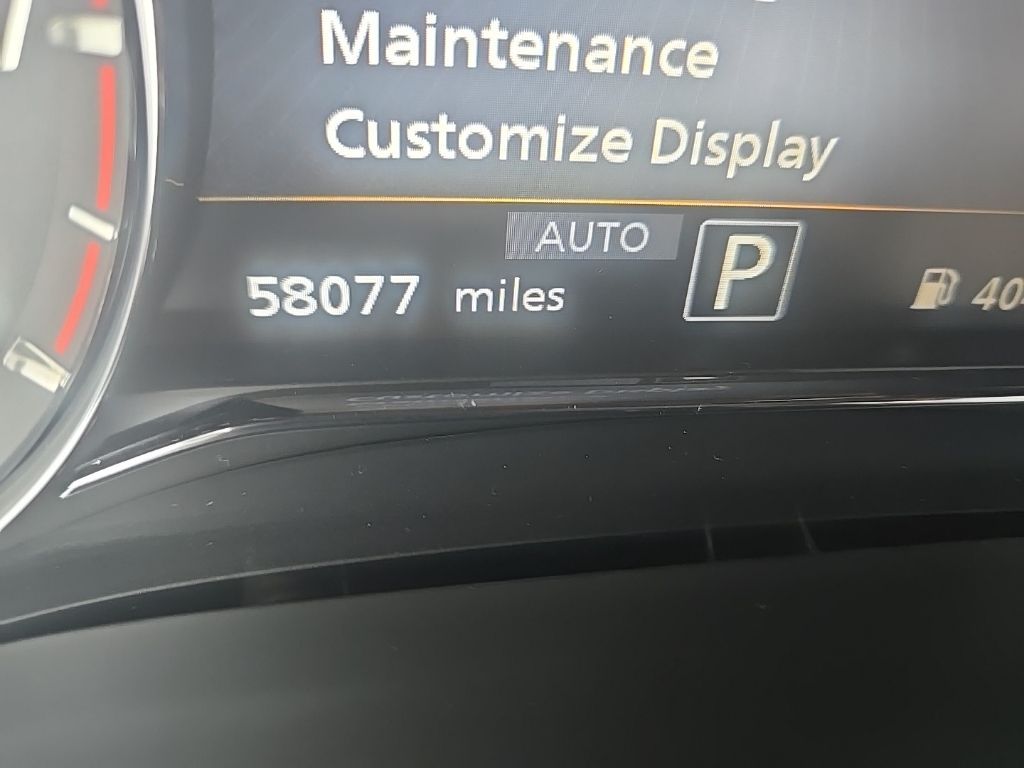 Maintenance
Customize Display
AUTO
P
58077 miles